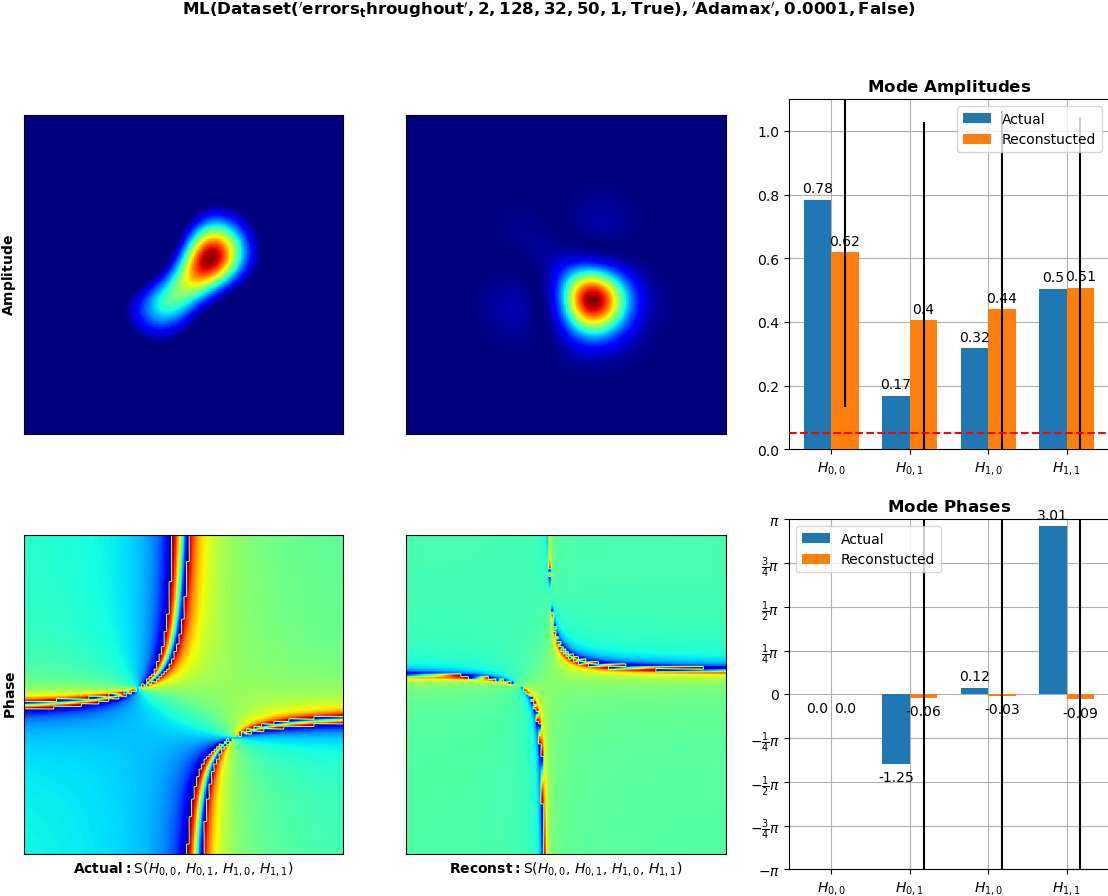 ML(Dataset('errors_throughout', 2, 128, 32, 50, 1, True), 'Adamax', 0.0001, False)
Amplitude
Mode Amplitudes
Actual
Reconstucted
1.0
0.8
0.6
0.4
0.2
0.0
0.78
0.62
0.17
0.4
0.32
0.44
0.5
0.51
H0,0
H0,1
H1,0
H1,1
Phase
Actual: S(H0,0, H0,1, H1,0, H1,1)
Reconst: S(H0,0, H0,1, H1,0, H1,1)
Mode Phases
Actual
Reconstucted
π
3/4π
1/2π
1/4π
0
−1/4π
−1/2π
−3/4π
−π
0.0
0.0
-1.25
-0.06
0.12
-0.03
3.01
-0.09
H0,0
H0,1
H1,0
H1,1